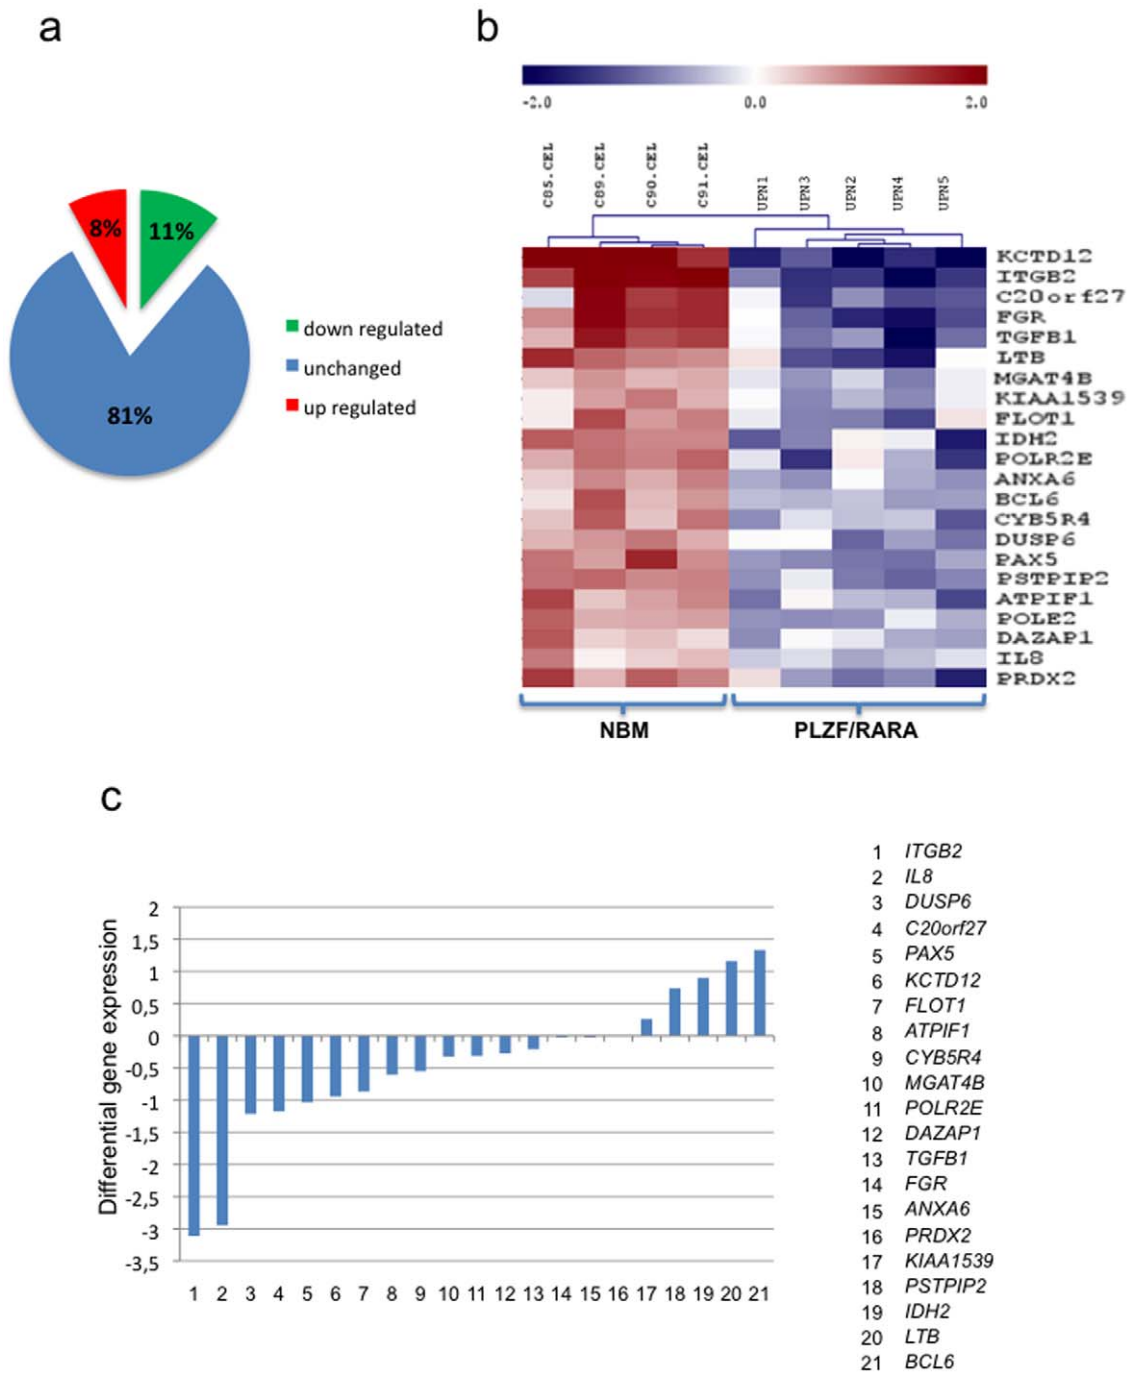 a
8%
11%
81%
down regulated
unchanged
up regulated
b
-2.0 0.0 2.0
C88.CEL C89.CEL C90.CEL C91.CEL UPN1 UPN3 UPN2 UPN4 UPN5
KCTD12
ITGB2
C20orf27
FGR
TGFB1
LTB
MGAT4B
KIAA1539
FLOT1
IDH2
POLR2E
ANXA6
BCL6
CYB5R4
DUSP6
PAX5
PSTPIP2
ATPIF1
POLE2
DAZAP1
IL8
PRDX2
NBM PLZF/RARA
c
Differential gene expression
2
1,5
1
0,5
0
-0,5
-1
-1,5
-2
-2,5
-3
-3,5
1 2 3 4 5 6 7 8 9 10 11 12 13 14 15 16 17 18 19 20 21
1 ITGB2
2 IL8
3 DUSP6
4 C20orf27
5 PAX5
6 KCTD12
7 FLOT1
8 ATPIF1
9 CYB5R4
10 MGAT4B
11 POLR2E
12 DAZAP1
13 TGFB1
14 FGR
15 ANXA6
16 PRDX2
17 KIAA1539
18 PSTPIP2
19 IDH2
20 LTB
21 BCL6